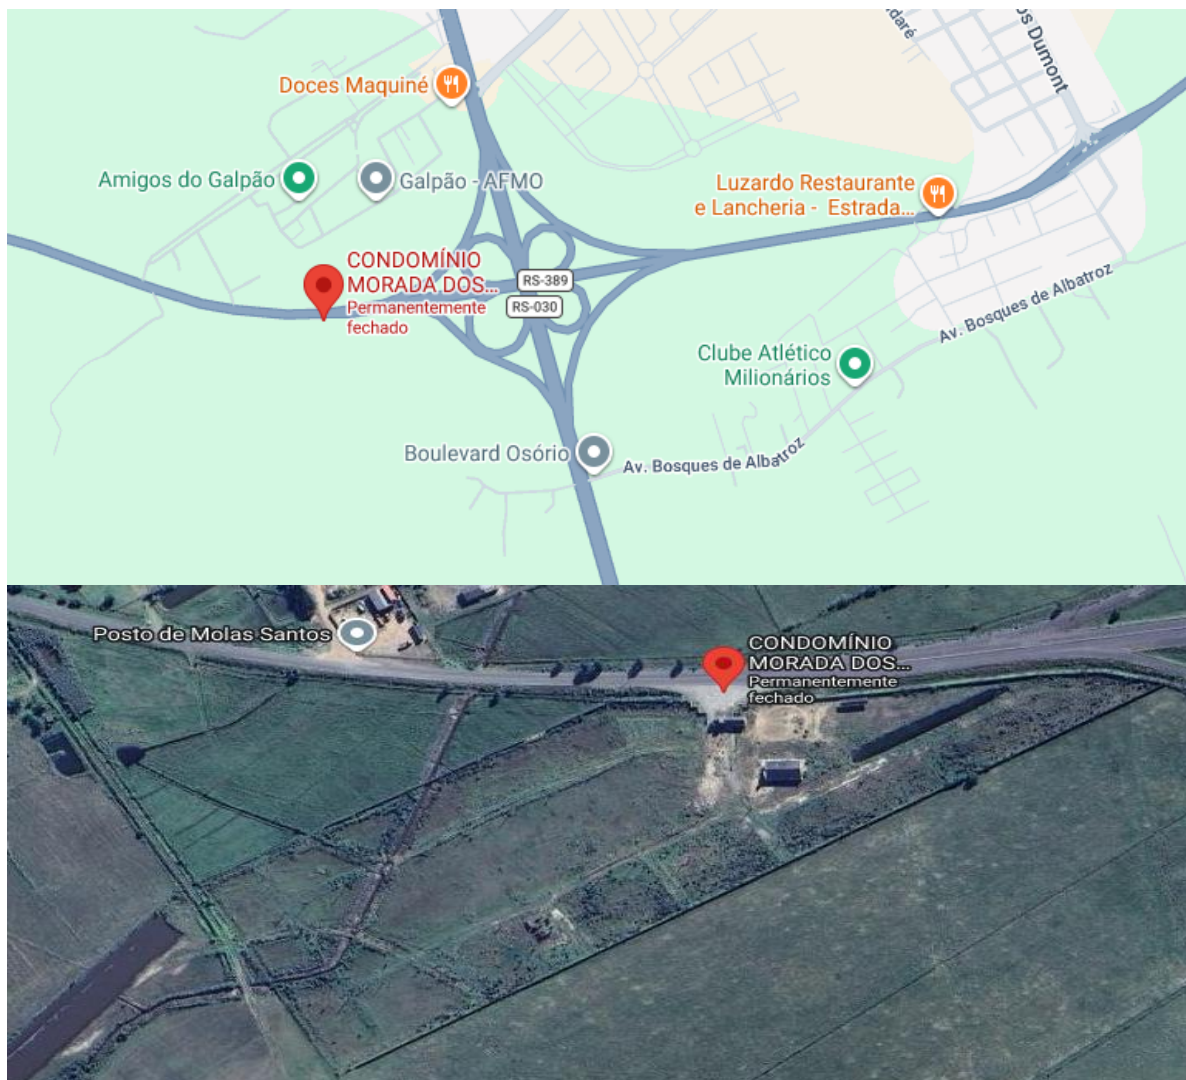 daré
os Dumont
Doces Maquiné
Amigos do Galpão
Galpão - AFMO
Luzardo Restaurante
e Lancheria - Estrada...
CONDOMÍNIO
MORADA DOS...
Permanentemente
fechado
RS-389
RS-030
Av. Bosques de Albatroz
Clube Atlético
Milionários
Boulevard Osório
Av. Bosques de Albatroz
Posto de Molas Santos
CONDOMÍNIO
MORADA DOS...
Permanentemente
fechado